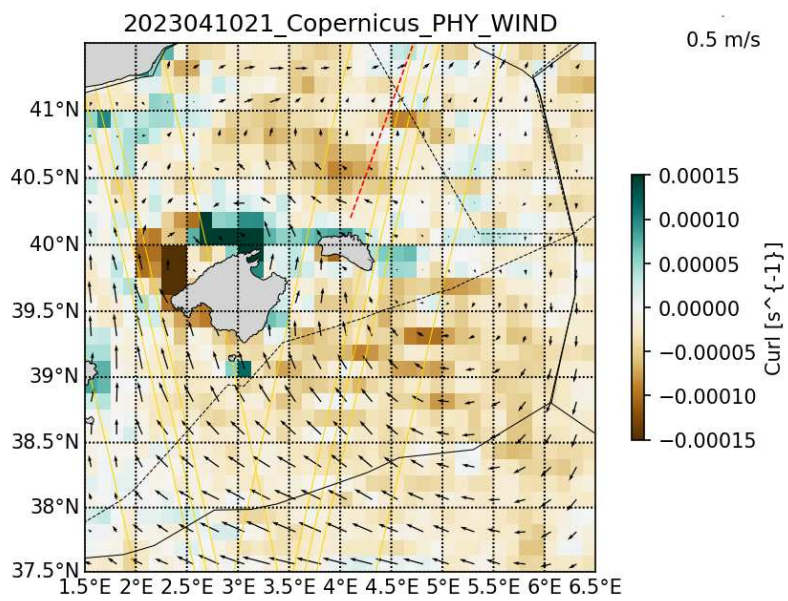 2023041021_Copernicus_PHY_WIND
0.5 m/s
41°N
40.5°N
40°N
39.5°N
39°N
38.5°N
38°N
37.5°N
1.5°E 2°E 2.5°E 3°E 3.5°E 4°E 4.5°E 5°E 5.5°E 6°E 6.5°E
0.00015
0.00010
0.00005
0.00000
−0.00005
−0.00010
−0.00015
Curl [s^{-1}]